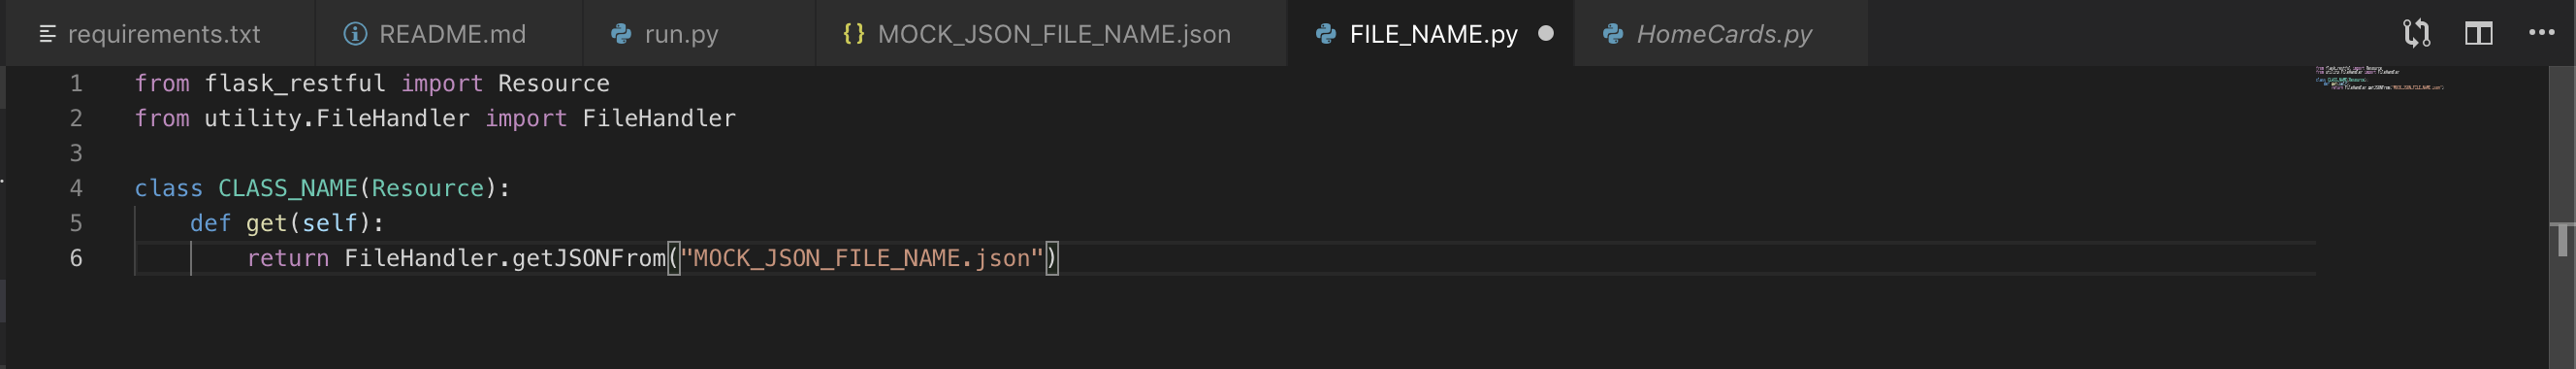 requirements.txt README.md run.py {} MOCK_JSON_FILE_NAME.json FILE_NAME.py HomeCards.py
1 from flask_restful import Resource
2 from utility.FileHandler import FileHandler
3
4 class CLASS_NAME(Resource):
5 def get(self):
6 return FileHandler.getJSONFrom("MOCK_JSON_FILE_NAME.json")